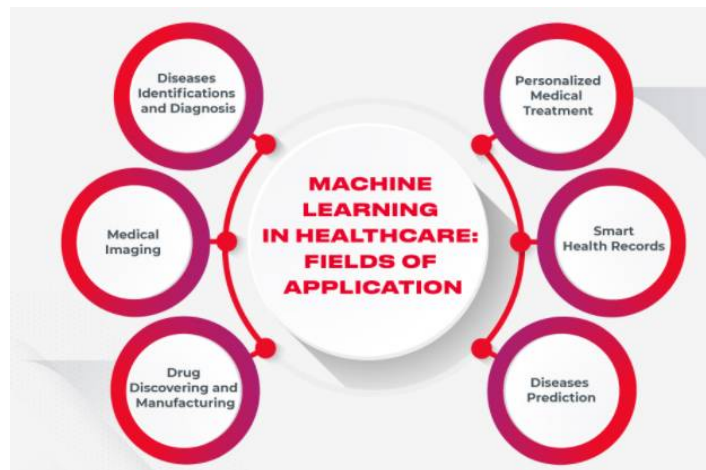 Diseases
Identifications
and Diagnosis
Medical
Imaging
Drug
Discovering and
Manufacturing
MACHINE
LEARNING
IN HEALTHCARE:
FIELDS OF
APPLICATION
Personalized
Medical
Treatment
Smart
Health Records
Diseases
Prediction